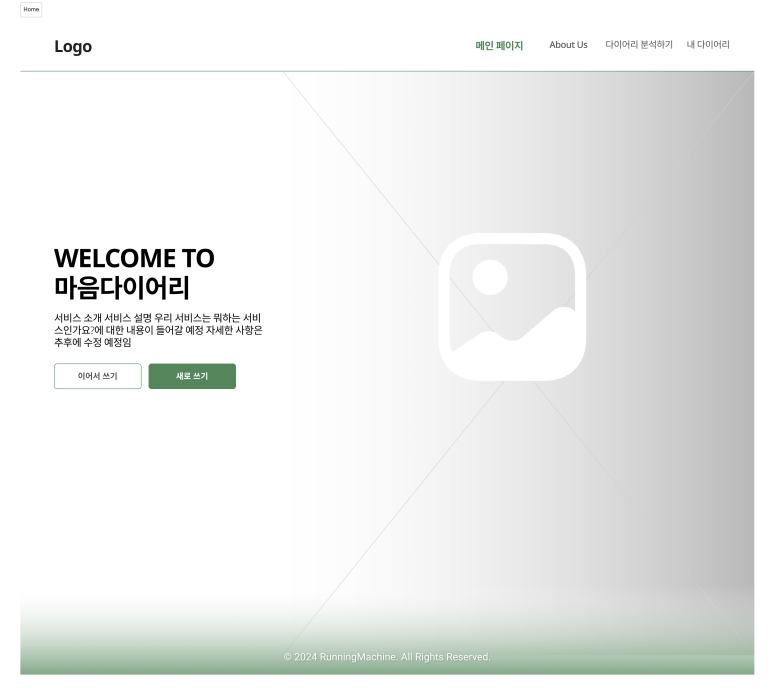 Home
Logo
메인 페이지 About Us 다이어리 분석하기 내 다이어리
WELCOME TO
마음다이어리
서비스 소개 서비스 설명 우리 서비스는 뭐하는 서비
스인가요?에 대한 내용이 들어갈 예정 자세한 사항은
추후에 수정 예정임
이어서 쓰기 새로 쓰기
© 2024 RunningMachine. All Rights Reserved.